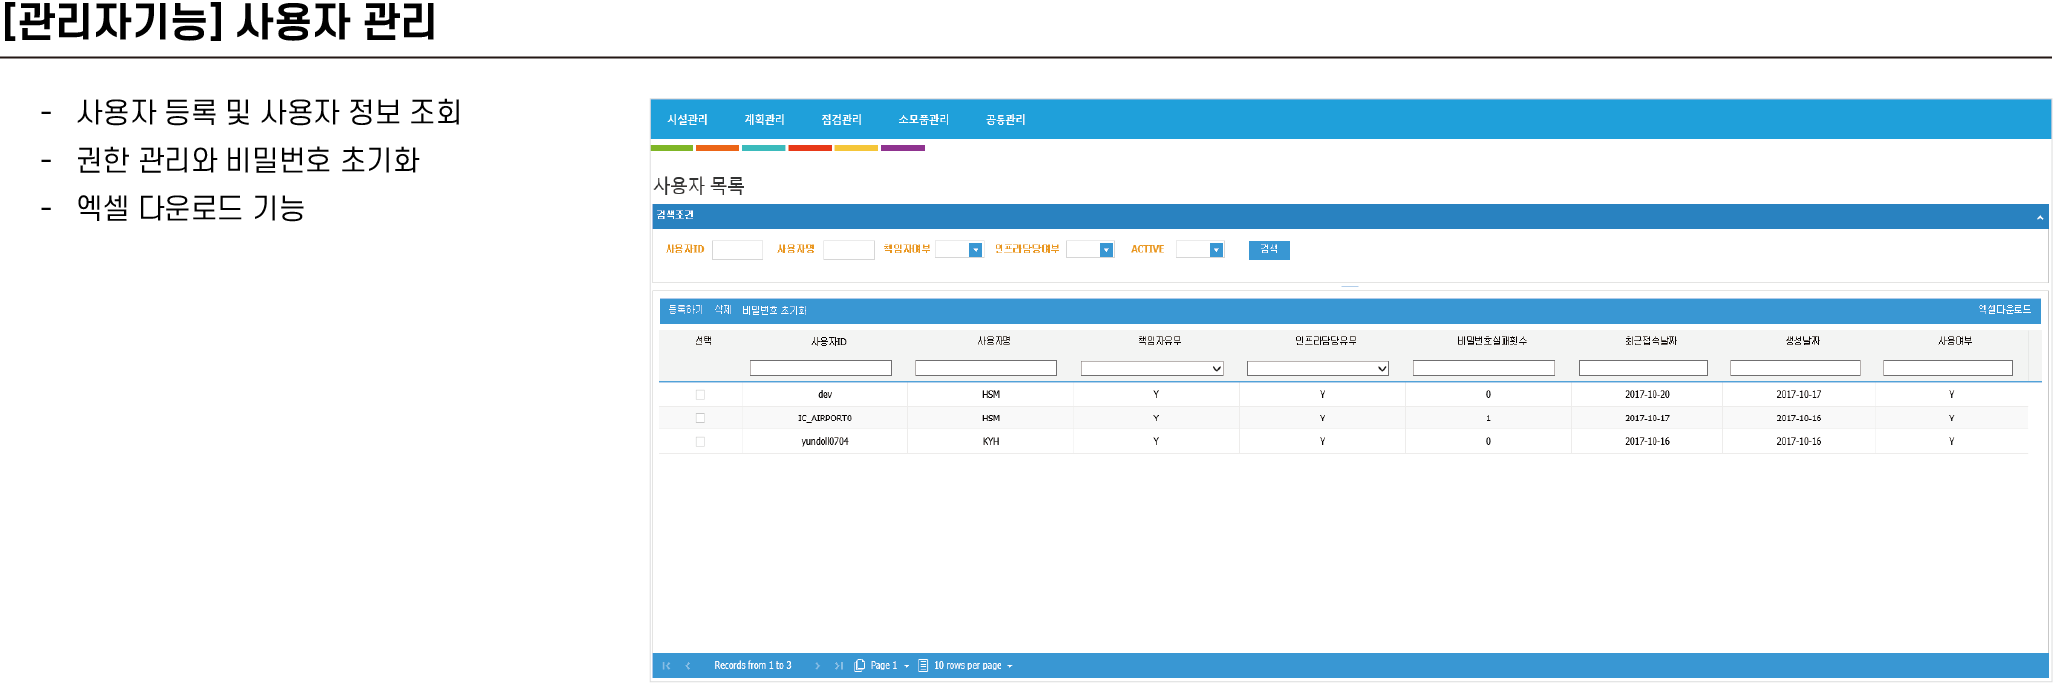 [관리자기능] 사용자 관리
- 사용자 등록 및 사용자 정보 조회
- 권한 관리와 비밀번호 초기화
- 엑셀 다운로드 기능
시설관리 계획관리 점검관리 소모품관리 공통관리
사용자 목록
검색조건
사용자ID 사용자명 책임자여부 인프라담당여부 ACTIVE 검색
등록하기 삭제 비밀번호 초기화 엑셀다운로드
선택 사용자ID 사용자명 책임자유무 인프라담당유무 비밀번호실패횟수 최근접속날짜 생성날짜 사용여부
dev HSM Y Y 0 2017-10-20 2017-10-17 Y
IC_AIRPORT0 HSM Y Y 1 2017-10-17 2017-10-16 Y
yundoll0704 KYH Y Y 0 2017-10-16 2017-10-16 Y
Records from 1 to 3 Page 1 10 rows per page